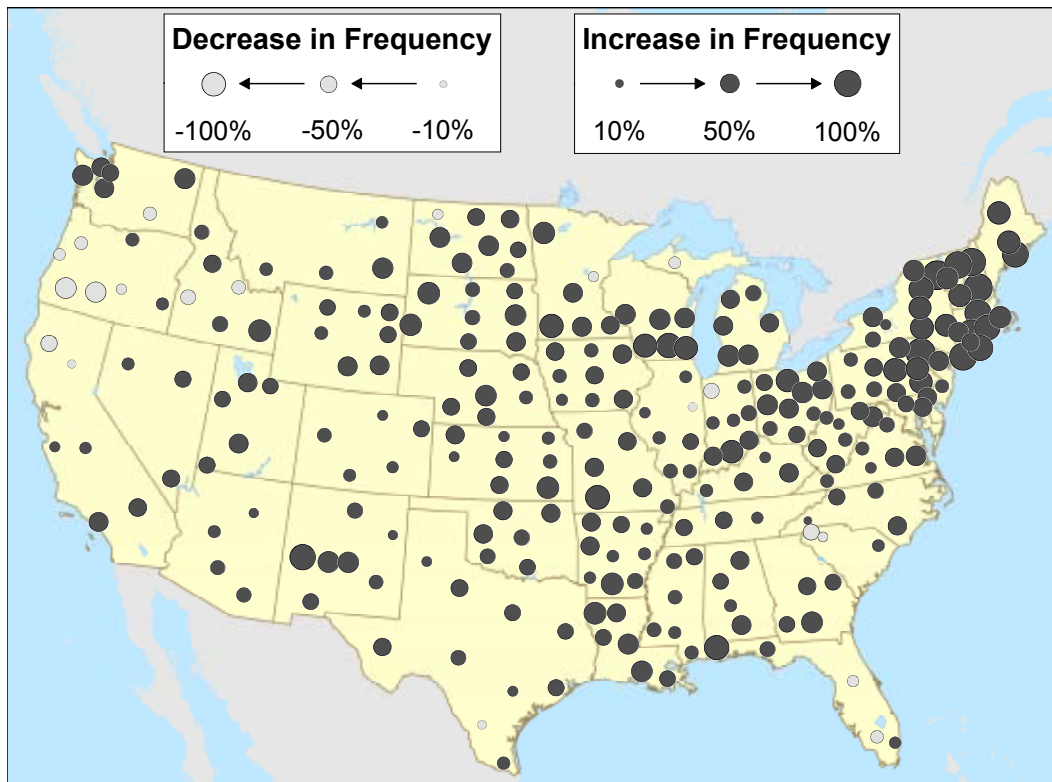 Decrease in Frequency
-100% -50% -10%
Increase in Frequency
10% 50% 100%